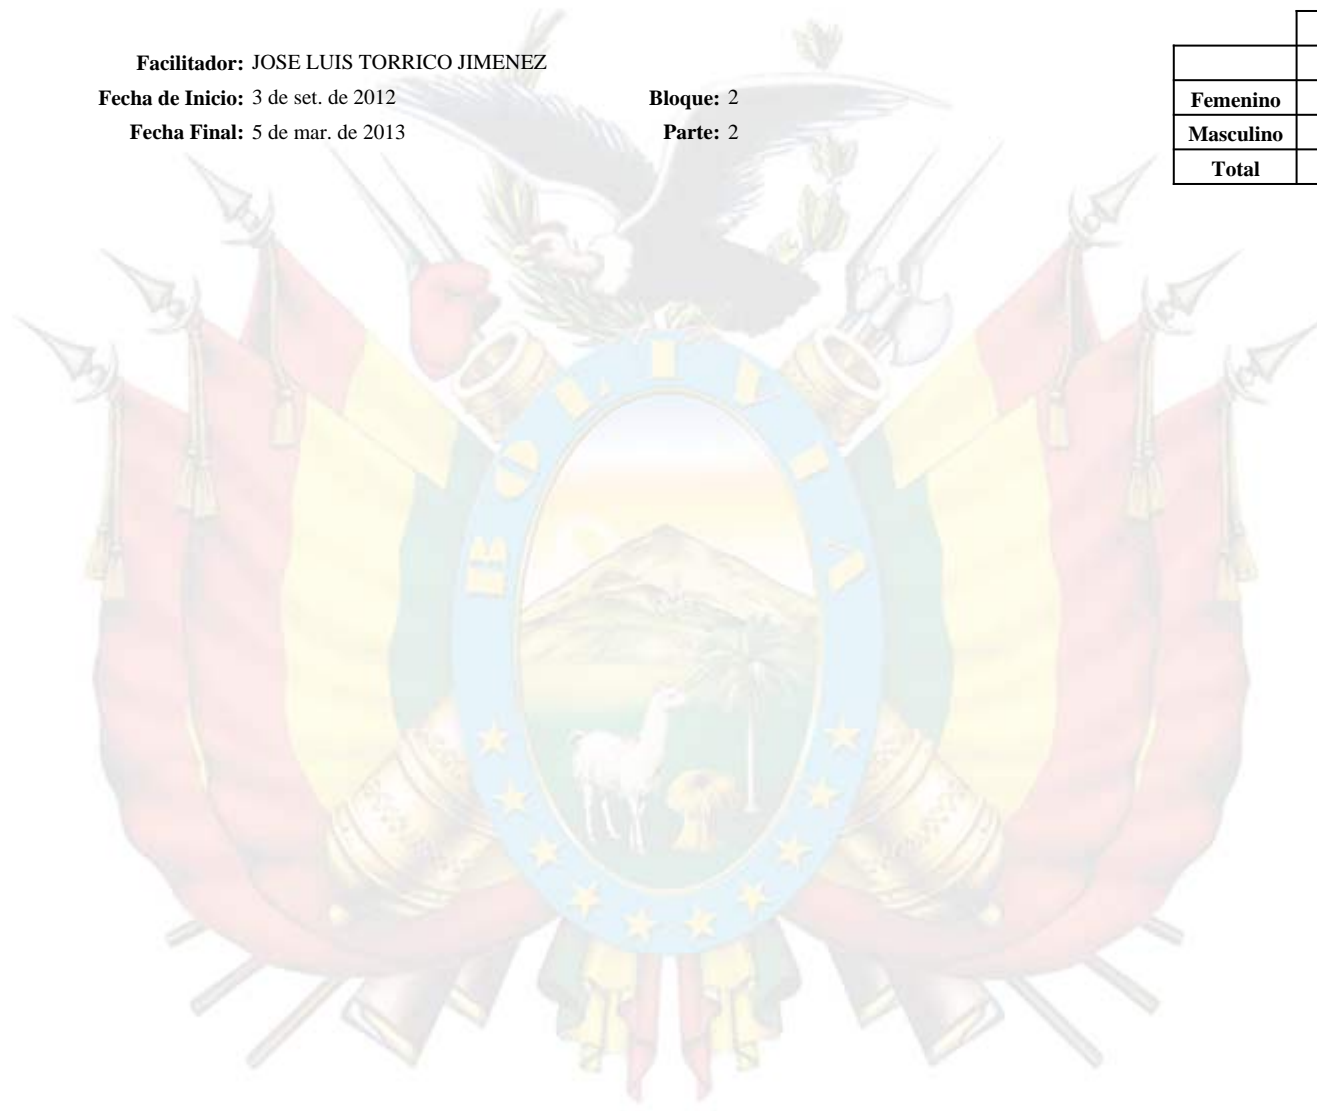 Facilitador: JOSE LUIS TORRICO JIMENEZ
Fecha de Inicio: 3 de set. de 2012 Bloque: 2
Fecha Final: 5 de mar. de 2013 Parte: 2
Femenino
Masculino
Total
BOLIVIA